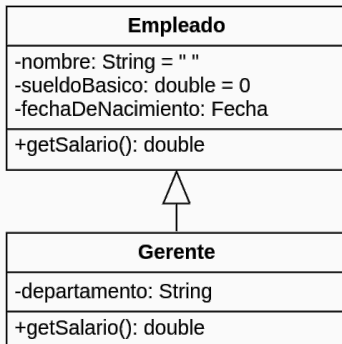 Empleado
-nombre: String = " "
-sueldoBasico: double = 0
-fechaDeNacimiento: Fecha
+getSalario(): double
Gerente
-departamento: String
+getSalario(): double